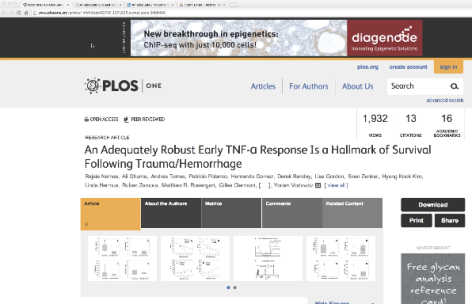 New breakthrough in epigenetics:
ChIP-seq with just 10,000 cells!
diagenode
Innovating Epigenetic Solutions
plos.org
create account
sign in
PLOS ONE
Articles
For Authors
About Us
Search
advanced search
OPEN ACCESS
PEER REVIEWED
1,932
VIEWS
13
CITATIONS
16
ACADEMIC
BOOKMARKS
RESEARCH ARTICLE
An Adequately Robust Early TNF-α Response Is a Hallmark of Survival
Following Trauma/Hemorrhage
Rajaie Namas, Ali Ghuma, Andres Torres, Patricio Polanco, Hernando Gomez, Derek Barclay, Lisa Gordon, Sven Zenker, Hyung Kook Kim,
Linda Hermus, Ruben Zamora, Matthew R. Rosengart, Gilles Clermont, [ ... ], Yoram Vodovotz [ view all ]
Article
About the Authors
Metrics
Comments
Related Content
Download
Print
Share
ADVERTISEMENT
Free glycan
analysis
reference
card!